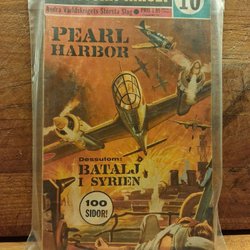 10
Andra Världskrigets Största Slag
PEARL
HARBOR
Dessutom:
BATALJ
I SYRIEN
100
SIDOR!